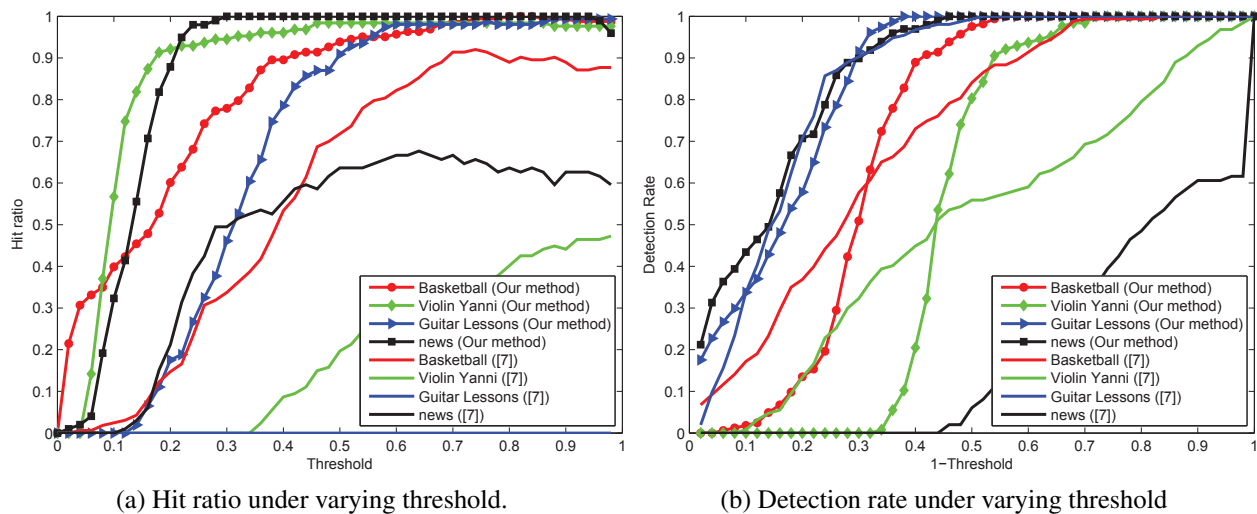 1
0.9
0.8
0.7
0.6
0.5
0.4
0.3
0.2
0.1
0
Hit ratio
0 0.1 0.2 0.3 0.4 0.5 0.6 0.7 0.8 0.9 1
Threshold
Basketball (Our method)
Violin Yanni (Our method)
Guitar Lessons (Our method)
news (Our method)
Basketball ([7])
Violin Yanni ([7])
Guitar Lessons ([7])
news ([7])
(a) Hit ratio under varying threshold.
1
0.9
0.8
0.7
0.6
0.5
0.4
0.3
0.2
0.1
0
Detection Rate
0 0.1 0.2 0.3 0.4 0.5 0.6 0.7 0.8 0.9 1
1−Threshold
Basketball (Our method)
Violin Yanni (Our method)
Guitar Lessons (Our method)
news (Our method)
Basketball ([7])
Violin Yanni ([7])
Guitar Lessons ([7])
news ([7])
(b) Detection rate under varying threshold